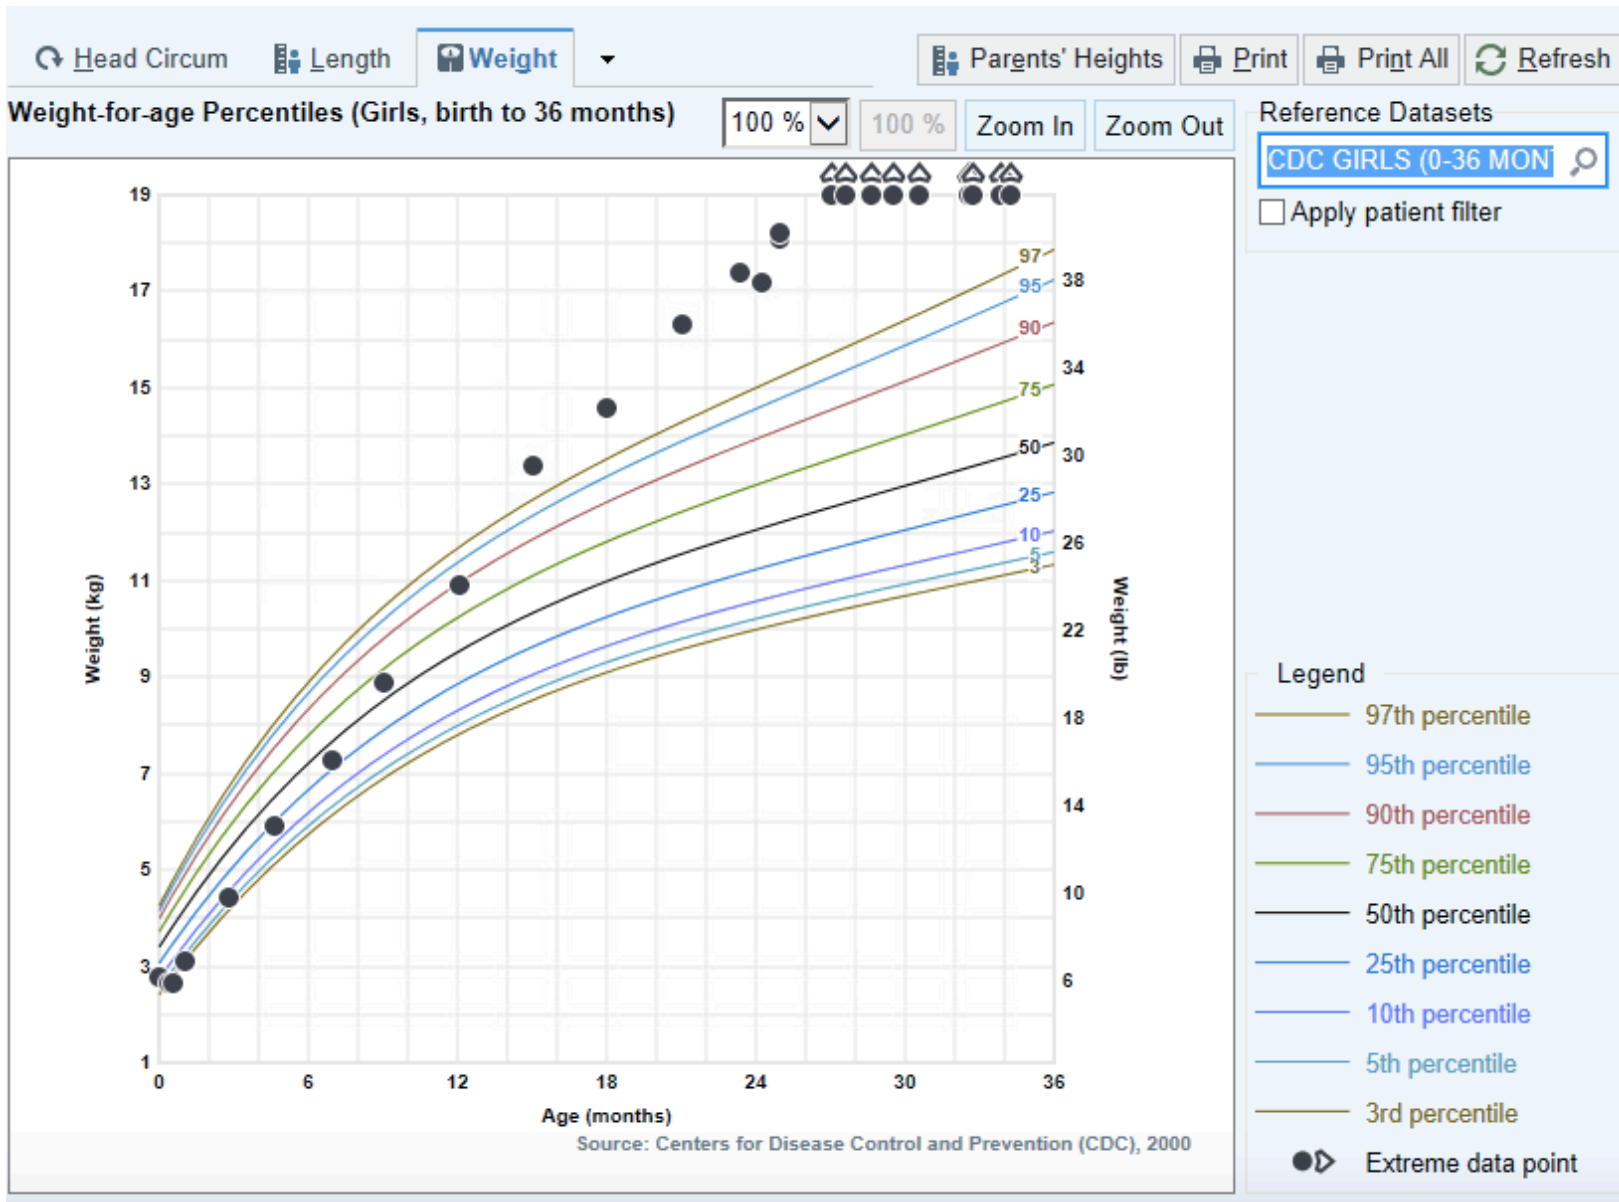 Head Circum Length Weight Parents' Heights Print Print All Refresh
Weight-for-age Percentiles (Girls, birth to 36 months) 100 % 100 % Zoom In Zoom Out
Reference Datasets
CDC GIRLS (0-36 MON
Apply patient filter
19
17
15
13
11
9
7
5
3
1
Weight (kg)
97
95
90
75
50
25
10
5
3
38
34
30
26
22
18
14
10
6
Weight (lb)
0 6 12 18 24 30 36
Age (months)
Source: Centers for Disease Control and Prevention (CDC), 2000
Legend
97th percentile
95th percentile
90th percentile
75th percentile
50th percentile
25th percentile
10th percentile
5th percentile
3rd percentile
Extreme data point